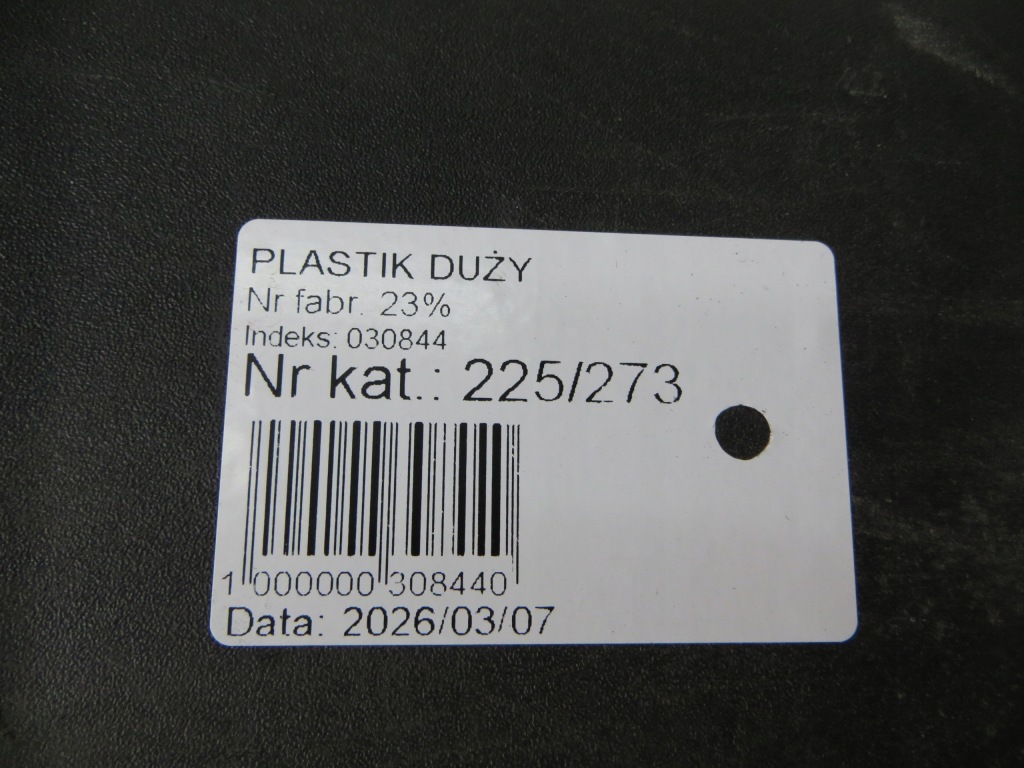 PLASTIK DUŻY
Nr fabr. 23%
Indeks: 030844
Nr kat.: 225/273
1 000000 308440
Data: 2026/03/07